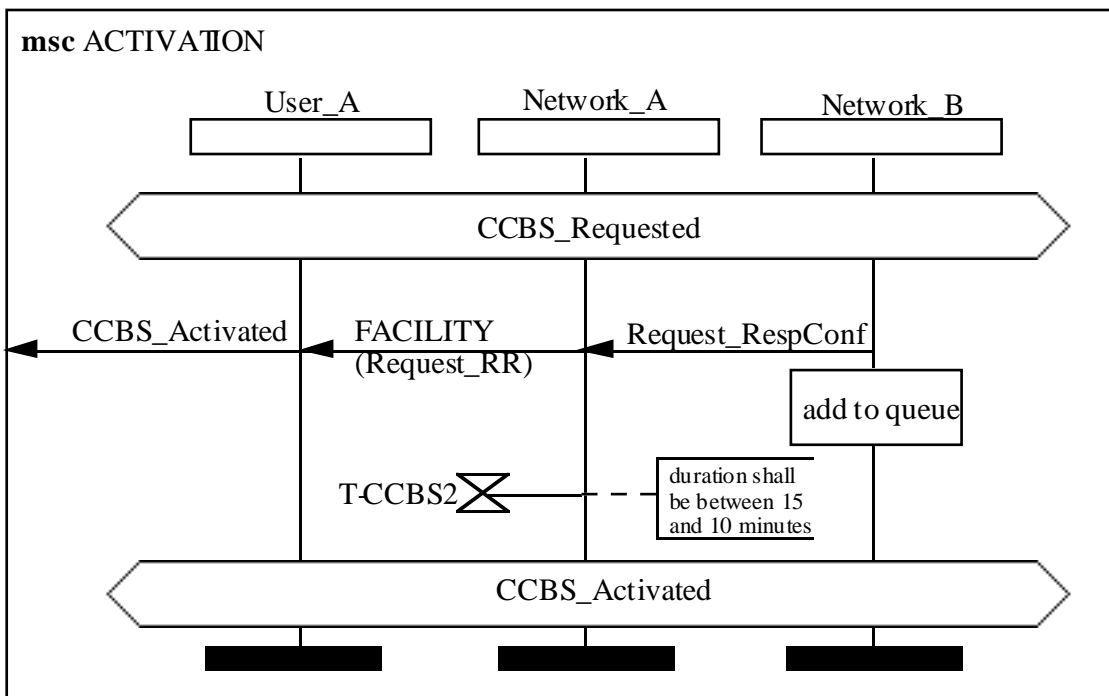 msc ACTIVATION
User_A
Network_A
Network_B
CCBS_Requested
CCBS_Activated
FACILITY
(Request_RR)
Request_RespConf
add to queue
T-CCBS2
duration shall
be between 15
and 10 minutes
CCBS_Activated